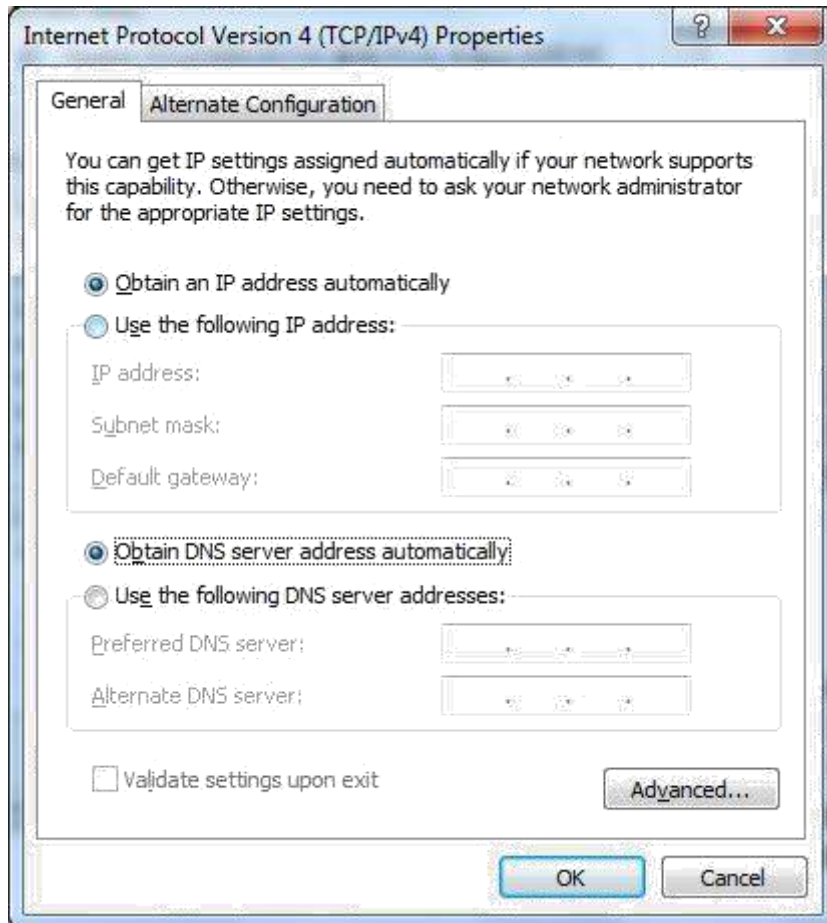 Internet Protocol Version 4 (TCP/IPv4) Properties
?
X
General
Alternate Configuration
You can get IP settings assigned automatically if your network supports
this capability. Otherwise, you need to ask your network administrator
for the appropriate IP settings.
Obtain an IP address automatically
Use the following IP address:
IP address:
Subnet mask:
Default gateway:
Obtain DNS server address automatically
Use the following DNS server addresses:
Preferred DNS server:
Alternate DNS server:
Validate settings upon exit
Advanced...
OK
Cancel